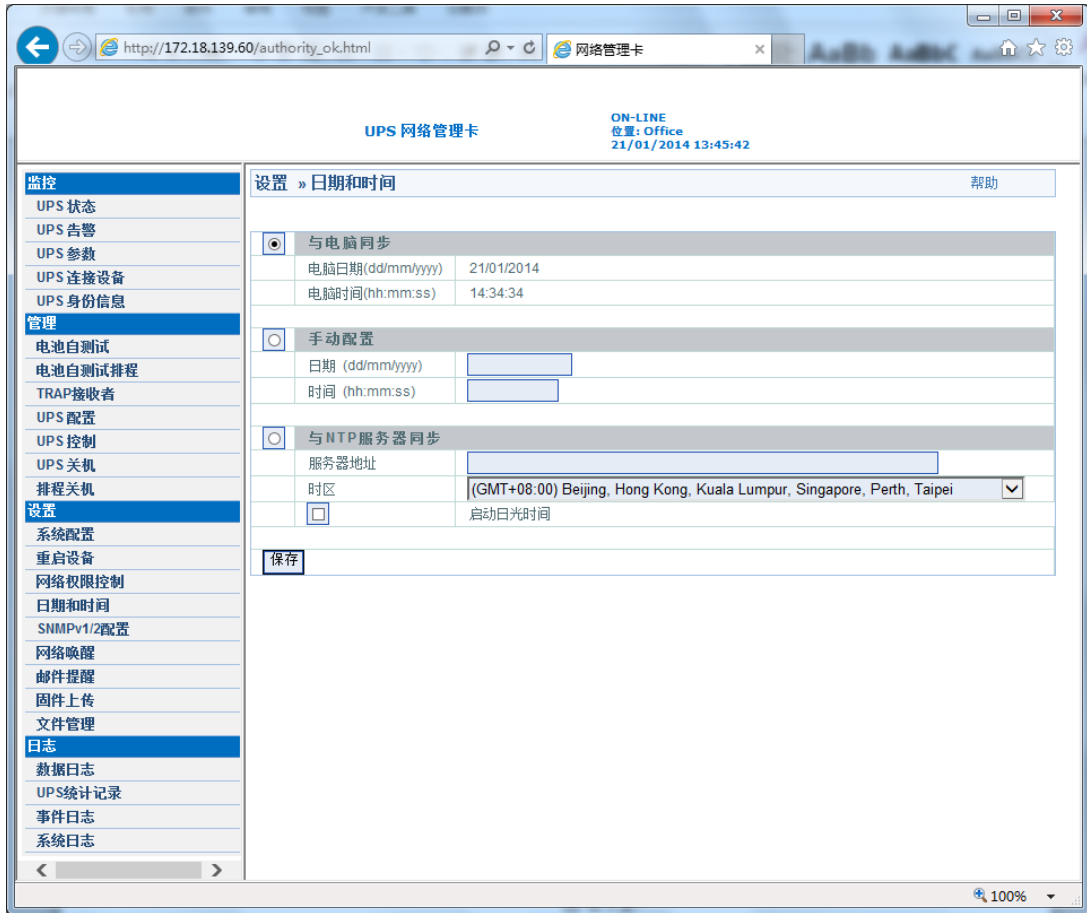 http://172.18.139.60/authority_ok.html
网络管理卡
UPS 网络管理卡
ON-LINE
位置: Office
21/01/2014 13:45:42
监控
UPS 状态
UPS 告警
UPS 参数
UPS 连接设备
UPS 身份信息
管理
电池自测试
电池自测试排程
TRAP接收者
UPS 配置
UPS 控制
UPS 关机
排程关机
设置
系统配置
重启设备
网络权限控制
日期和时间
SNMPv1/2配置
网络唤醒
邮件提醒
固件上传
文件管理
日志
数据日志
UPS统计记录
事件日志
系统日志
设置 » 日期和时间 帮助
与电脑同步
电脑日期(dd/mm/yyyy) 21/01/2014
电脑时间(hh:mm:ss) 14:34:34
手动配置
日期 (dd/mm/yyyy)
时间 (hh:mm:ss)
与NTP服务器同步
服务器地址
时区 (GMT+08:00) Beijing, Hong Kong, Kuala Lumpur, Singapore, Perth, Taipei
启动日光时间
保存
100%